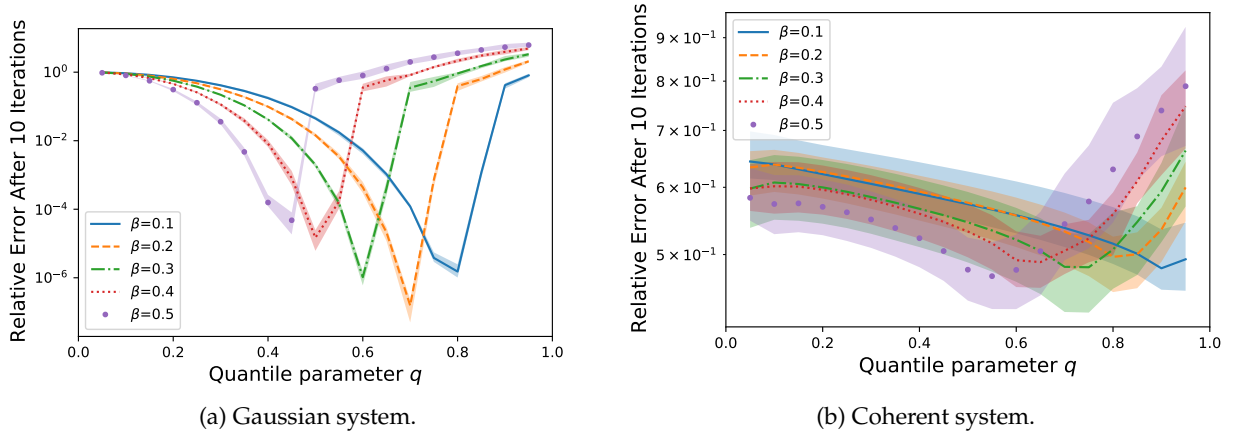 Relative Error After 10 Iterations
10⁰
10⁻²
10⁻⁴
10⁻⁶
β=0.1
β=0.2
β=0.3
β=0.4
β=0.5
0.0 0.2 0.4 0.6 0.8 1.0
Quantile parameter q
(a) Gaussian system.
Relative Error After 10 Iterations
9 × 10⁻¹
8 × 10⁻¹
7 × 10⁻¹
6 × 10⁻¹
5 × 10⁻¹
β=0.1
β=0.2
β=0.3
β=0.4
β=0.5
0.0 0.2 0.4 0.6 0.8 1.0
Quantile parameter q
(b) Coherent system.